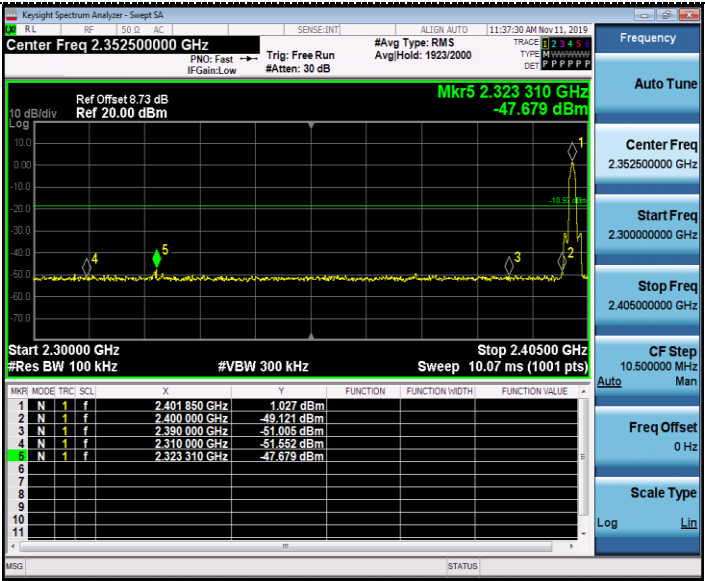 Keysight Spectrum Analyzer - Swept SA
RL RF 50 Ω AC SENSE:INT ALIGN AUTO 11:37:30 AM Nov 11, 2019
Center Freq 2.352500000 GHz
PNO: Fast
IFGain:Low
Trig: Free Run
#Atten: 30 dB
#Avg Type: RMS
Avg|Hold: 1923/2000
TRACE 1 2 3 4 5 6
TYPE M W W W W W
DET P P P P P P
Ref Offset 8.73 dB
10 dB/div Ref 20.00 dBm
Log
Mkr5 2.323 310 GHz
-47.679 dBm
10.0
0.00
-10.0
-20.0
-30.0
-40.0
-50.0
-60.0
-70.0
1
2
3
4
5
Start 2.30000 GHz Stop 2.40500 GHz
#Res BW 100 kHz #VBW 300 kHz Sweep 10.07 ms (1001 pts)
MKR MODE TRC SCL X Y FUNCTION FUNCTION WIDTH FUNCTION VALUE
1 N 1 f 2.401 850 GHz 1.027 dBm
2 N 1 f 2.400 000 GHz -49.121 dBm
3 N 1 f 2.390 000 GHz -51.005 dBm
4 N 1 f 2.310 000 GHz -51.552 dBm
5 N 1 f 2.323 310 GHz -47.679 dBm
6
7
8
9
10
11
MSG STATUS
Frequency
Auto Tune
Center Freq
2.352500000 GHz
Start Freq
2.300000000 GHz
Stop Freq
2.405000000 GHz
CF Step
10.500000 MHz
Auto Man
Freq Offset
0 Hz
Scale Type
Log Lin